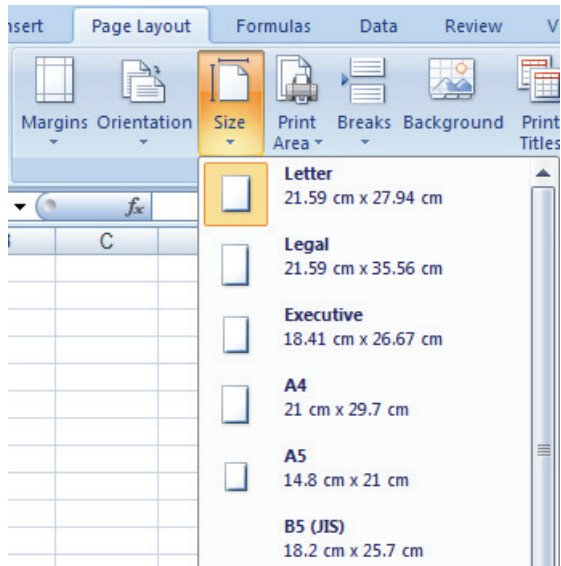 nsert Page Layout Formulas Data Review V
Margins Orientation Size Print Area Breaks Background Print Titles
fx
C
Letter
21.59 cm x 27.94 cm
Legal
21.59 cm x 35.56 cm
Executive
18.41 cm x 26.67 cm
A4
21 cm x 29.7 cm
A5
14.8 cm x 21 cm
B5 (JIS)
18.2 cm x 25.7 cm